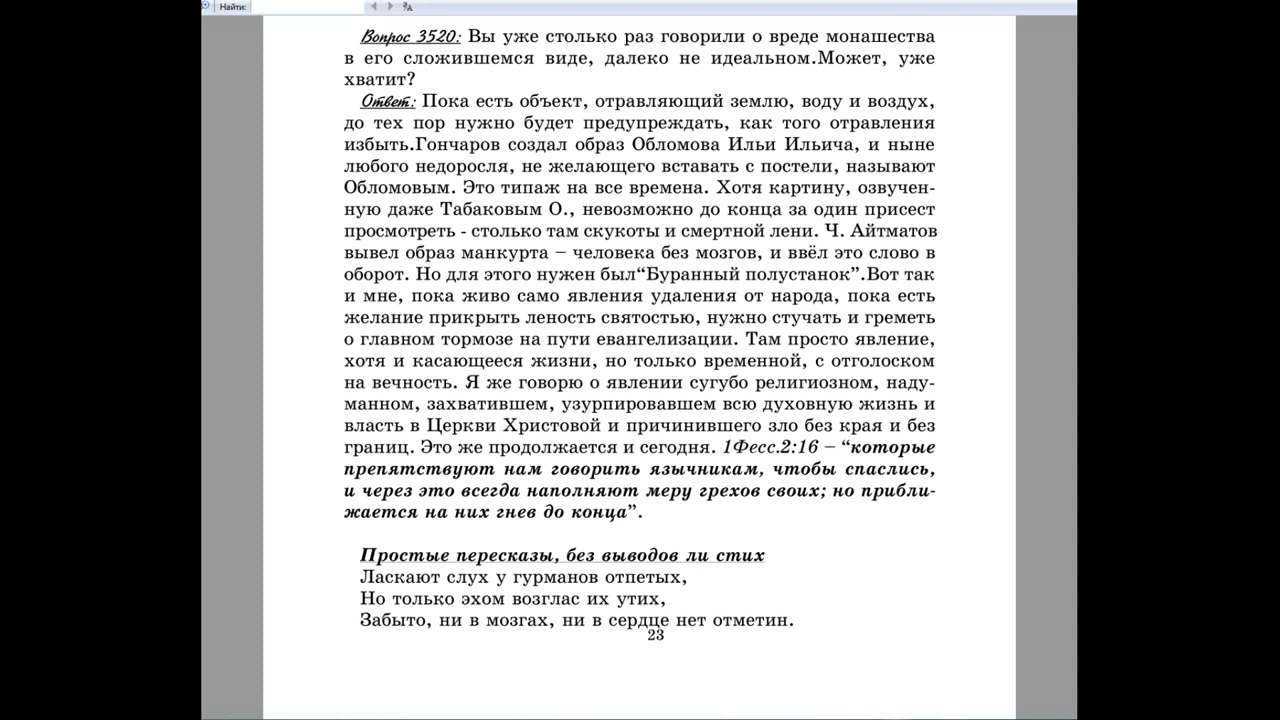 Найти:
Вопрос 3520: Вы уже столько раз говорили о вреде монашества
в его сложившемся виде, далеко не идеальном.Может, уже
хватит?
Ответ: Пока есть объект, отравляющий землю, воду и воздух,
до тех пор нужно будет предупреждать, как того отравления
избыть.Гончаров создал образ Обломова Ильи Ильича, и ныне
любого недоросля, не желающего вставать с постели, называют
Обломовым. Это типаж на все времена. Хотя картину, озвучен-
ную даже Табаковым О., невозможно до конца за один присест
просмотреть - столько там скукоты и смертной лени. Ч. Айтматов
вывел образ манкурта – человека без мозгов, и ввёл это слово в
оборот. Но для этого нужен был“Буранный полустанок”.Вот так
и мне, пока живо само явления удаления от народа, пока есть
желание прикрыть леность святостью, нужно стучать и греметь
о главном тормозе на пути евангелизации. Там просто явление,
хотя и касающееся жизни, но только временной, с отголоском
на вечность. Я же говорю о явлении сугубо религиозном, наду-
манном, захватившем, узурпировавшем всю духовную жизнь и
власть в Церкви Христовой и причинившего зло без края и без
границ. Это же продолжается и сегодня. 1Фесс.2:16 – “которые
препятствуют нам говорить язычникам, чтобы спаслись,
и через это всегда наполняют меру грехов своих; но прибли-
жается на них гнев до конца”.
Простые пересказы, без выводов ли стих
Ласкают слух у гурманов отпетых,
Но только эхом возглас их утих,
Забыто, ни в мозгах, ни в сердце нет отметин.
23